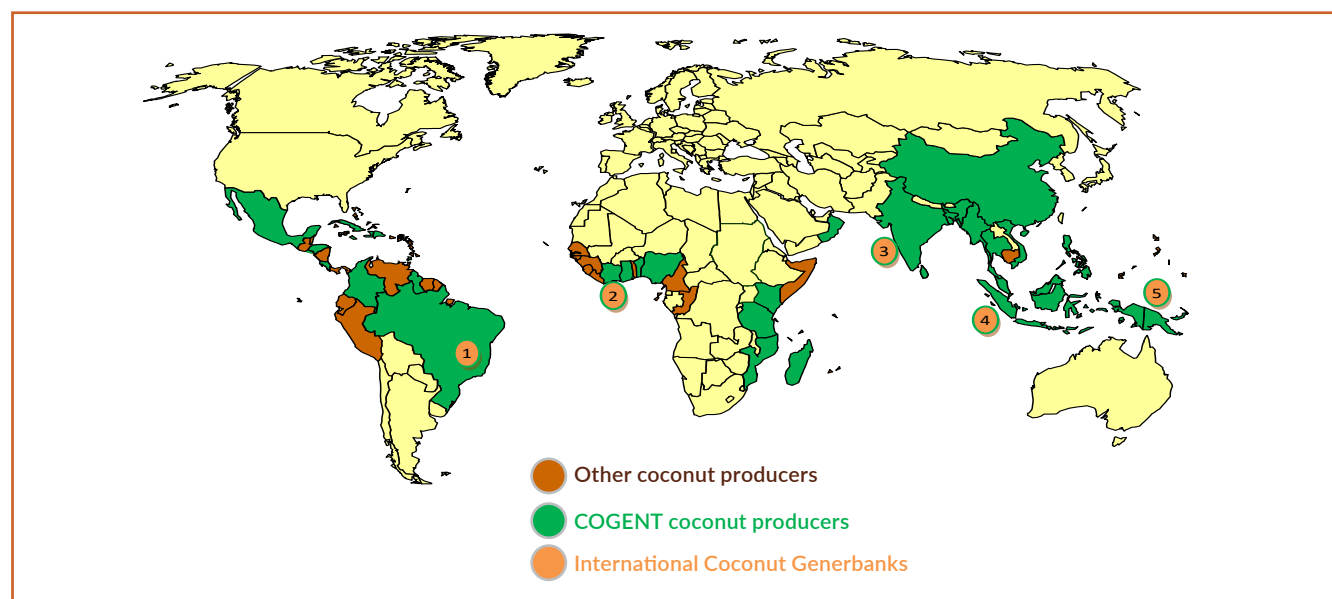 3
5
2
4
1
Other coconut producers
COGENT coconut producers
International Coconut Generbanks